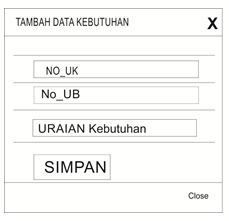 TAMBAH DATA KEBUTUHAN X
NO_UK
No_UB
URAIAN Kebutuhan
SIMPAN
Close